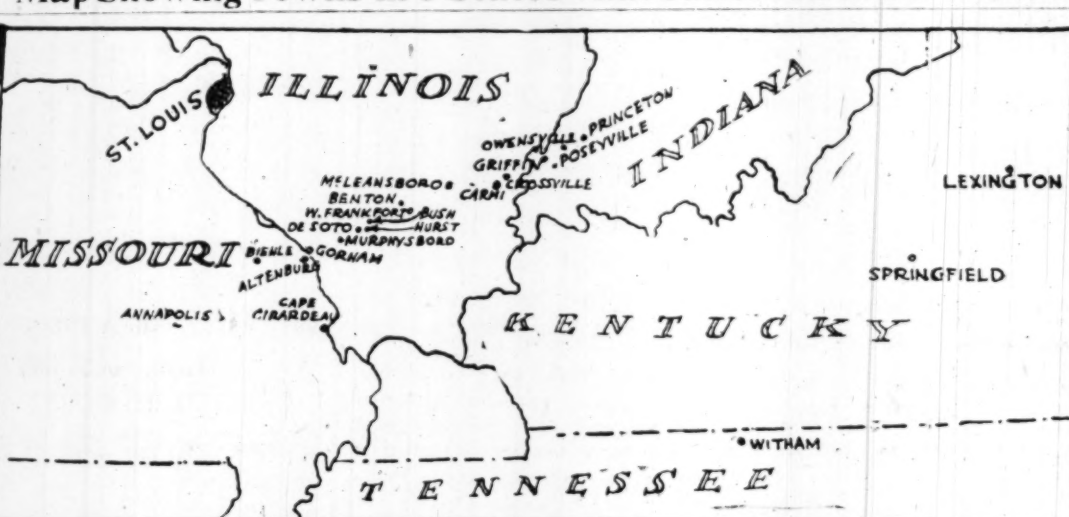 ILLINOIS
INDIANA
ST. LOUIS
OWENSVILLE
PRINCETON
GRIFFIN
POSEYVILLE
McLEANSBORO
CARMI
CROSSVILLE
LEXINGTON
BENTON
W. FRANKFORT
BUSH
DE SOTO
HURST
MURPHYSBORO
MISSOURI
BIEHLE
GORHAM
ALTENBURG
SPRINGFIELD
ANNAPOLIS
CAPE
GIRARDEAU
KENTUCKY
WITHAM
TENNESSEE